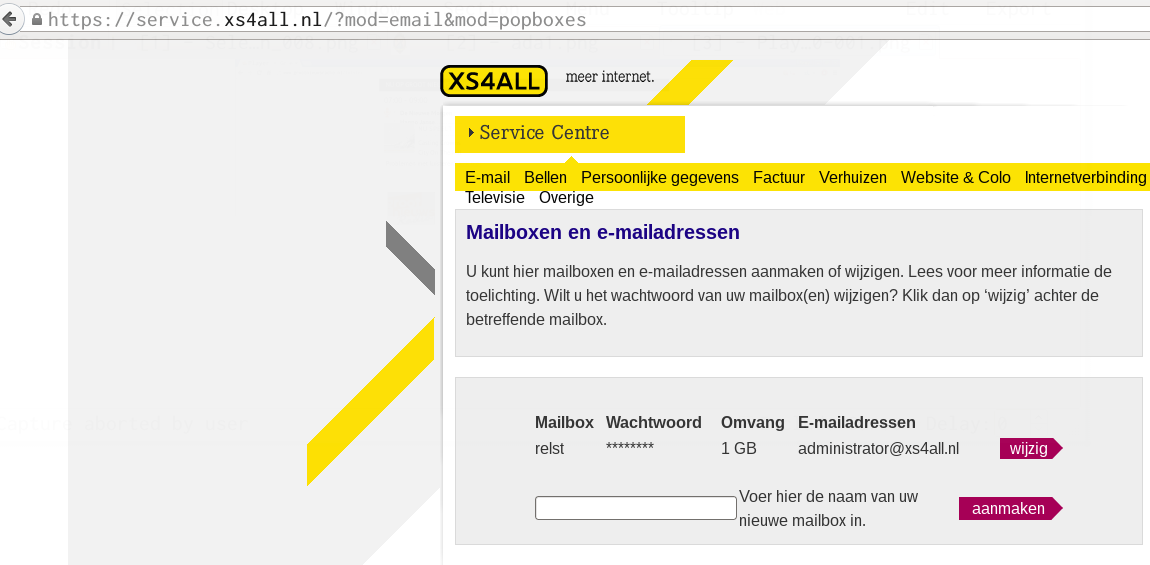 https://service.xs4all.nl/?mod=email&mod=popboxes
XS4ALL meer internet.
Service Centre
E-mail Bellen Persoonlijke gegevens Factuur Verhuizen Website & Colo Internetverbinding
Televisie Overige
Mailboxen en e-mailadressen
U kunt hier mailboxen en e-mailadressen aanmaken of wijzigen. Lees voor meer informatie de
toelichting. Wilt u het wachtwoord van uw mailbox(en) wijzigen? Klik dan op ‘wijzig’ achter de
betreffende mailbox.
Mailbox Wachtwoord Omvang E-mailadressen
relst ******** 1 GB administrator@xs4all.nl wijzig
Voer hier de naam van uw
nieuwe mailbox in.
aanmaken